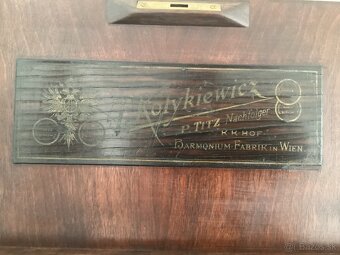 T. Kotykiewicz
P. TITZ Nachfolger
K.K. HOF-
HARMONIUM FABRIK IN WIEN.